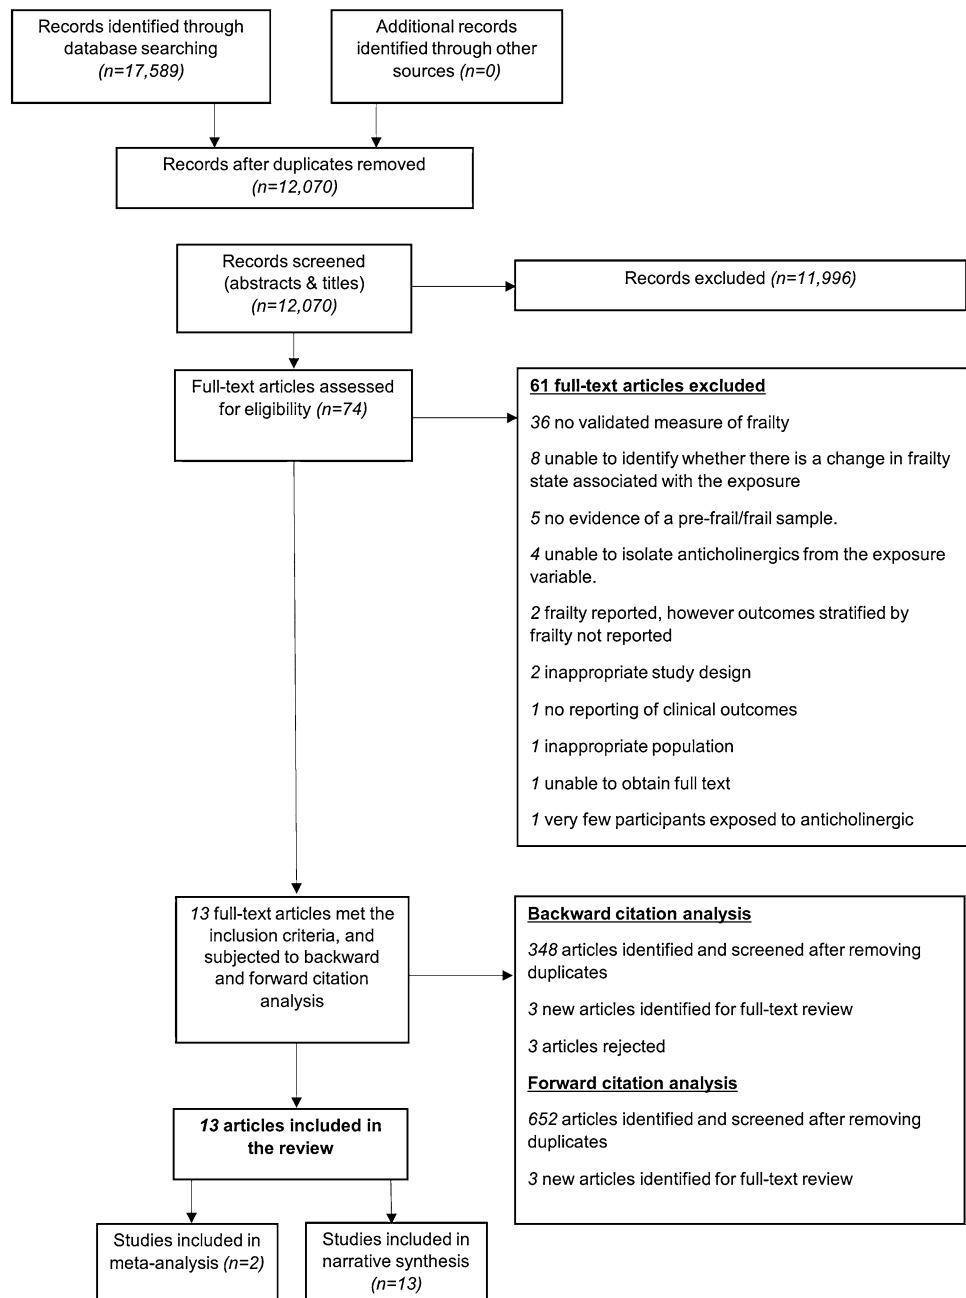 Records identified through
database searching
(n=17,589)
Additional records
identified through other
sources (n=0)
Records after duplicates removed
(n=12,070)
Records screened
(abstracts & titles)
(n=12,070)
Records excluded (n=11,996)
Full-text articles assessed
for eligibility (n=74)
61 full-text articles excluded
36 no validated measure of frailty
8 unable to identify whether there is a change in frailty
state associated with the exposure
5 no evidence of a pre-frail/frail sample.
4 unable to isolate anticholinergics from the exposure
variable.
2 frailty reported, however outcomes stratified by
frailty not reported
2 inappropriate study design
1 no reporting of clinical outcomes
1 inappropriate population
1 unable to obtain full text
1 very few participants exposed to anticholinergic
13 full-text articles met the
inclusion criteria, and
subjected to backward
and forward citation
analysis
Backward citation analysis
348 articles identified and screened after removing
duplicates
3 new articles identified for full-text review
3 articles rejected
Forward citation analysis
652 articles identified and screened after removing
duplicates
3 new articles identified for full-text review
13 articles included in
the review
Studies included in
meta-analysis (n=2)
Studies included in
narrative synthesis
(n=13)